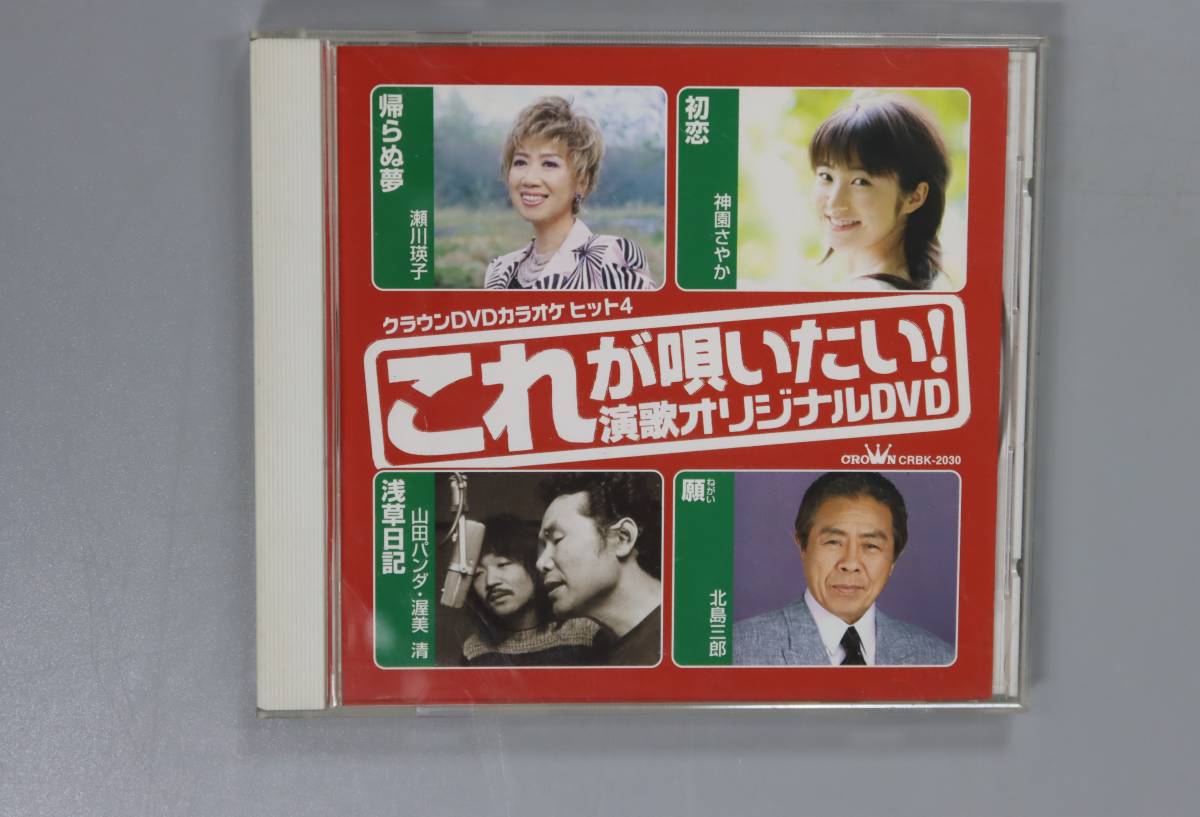 帰らぬ夢
瀬川瑛子
初恋
神園さやか
クラウンDVDカラオケ ヒット4
これが唄いたい!
演歌オリジナルDVD
CROWN CRBK-2030
浅草日記
山田パンダ・渥美 清
願
ねがい
北島三郎